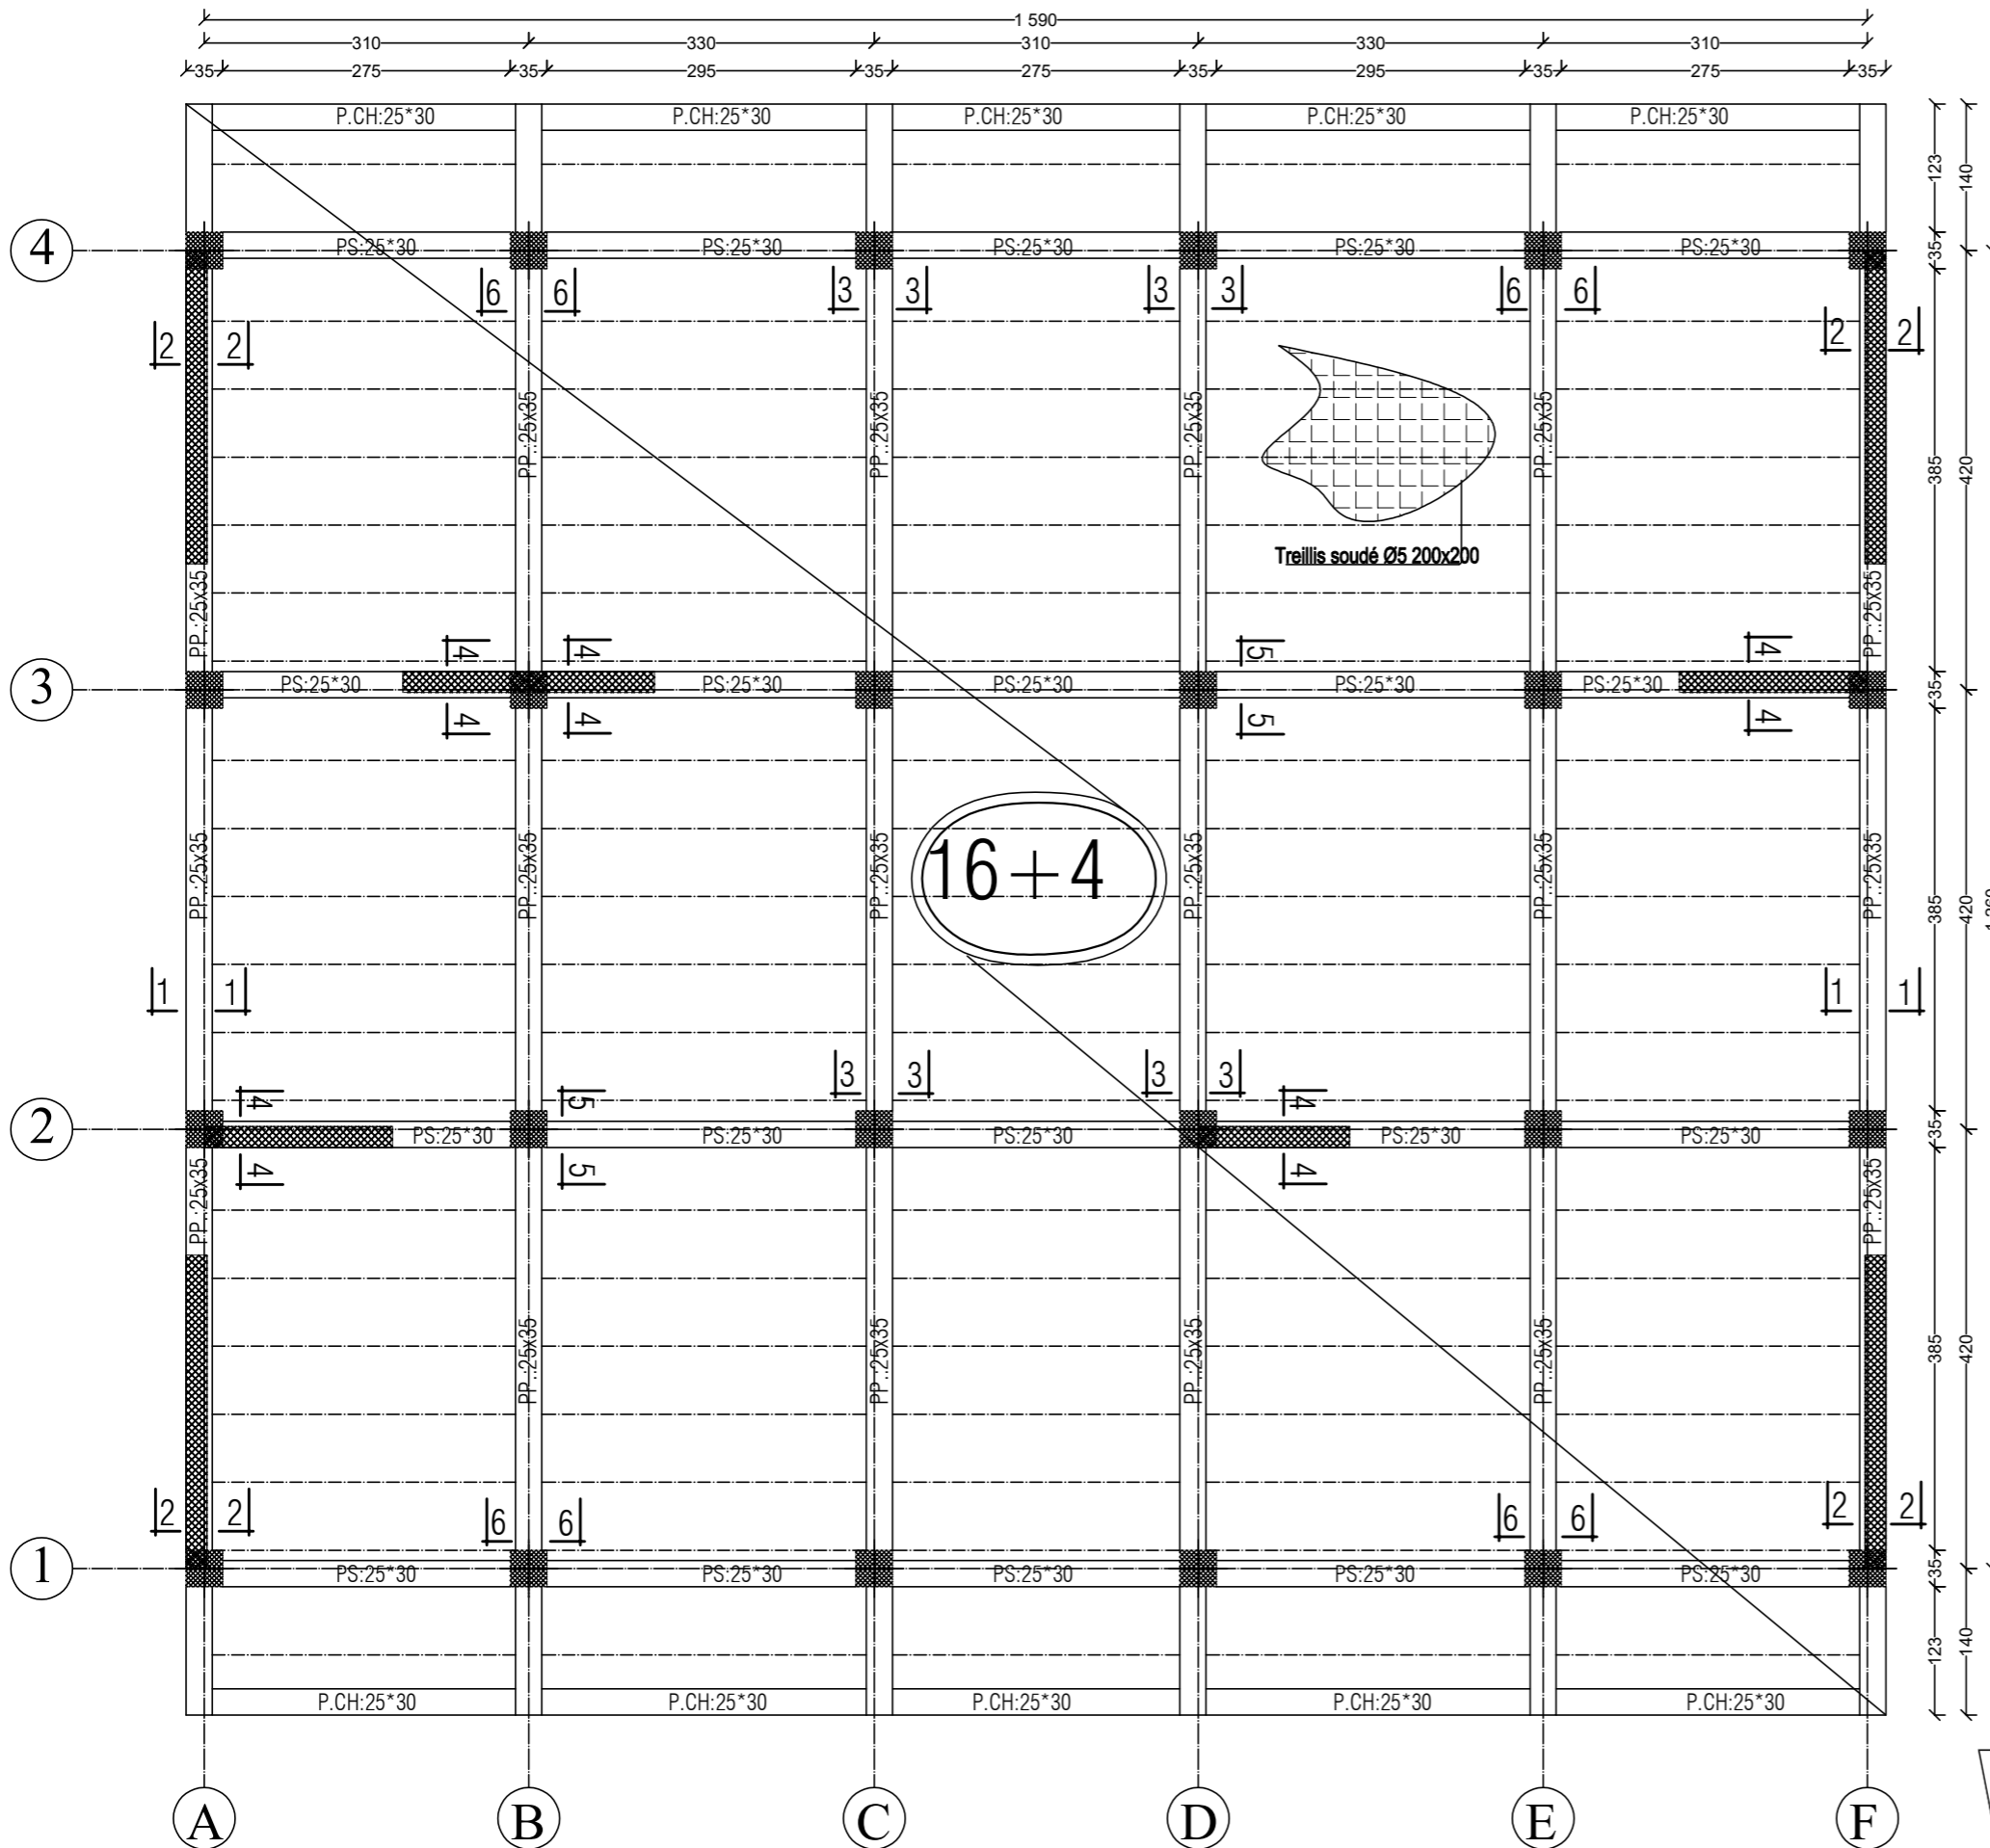 1 590
310 330 310 330 310
35 275 35 295 35 275 35 295 35 275 35
P.CH:25*30 P.CH:25*30 P.CH:25*30 P.CH:25*30 P.CH:25*30
123 140
4 PS:25*30 PS:25*30 PS:25*30 PS:25*30 PS:25*30 35
6 6 3 3 3 3 6 6
2 2 2 2
PP.:25x35 PP.:25x35 PP.:25x35 PP.:25x35 385 420
Treillis soudé Ø5 200x200
PP.:25x35 PP.:25x35
4 4 5 4
3 PS:25*30 PS:25*30 PS:25*30 PS:25*30 PS:25*30 35
4 4 5 4
16+4
PP.:25x35 PP.:25x35 PP.:25x35 PP.:25x35 PP.:25x35 PP.:25x35 385 420
1 1 1 1
3 3 3 3
4 5 4
2 PS:25*30 PS:25*30 PS:25*30 PS:25*30 PS:25*30 35
4 5 4
PP.:25x35 PP.:25x35
PP.:25x35 PP.:25x35 PP.:25x35 PP.:25x35 385 420
2 2 6 6 6 6 2 2
1 PS:25*30 PS:25*30 PS:25*30 PS:25*30 PS:25*30 35
123 140
P.CH:25*30 P.CH:25*30 P.CH:25*30 P.CH:25*30 P.CH:25*30
A B C D E F